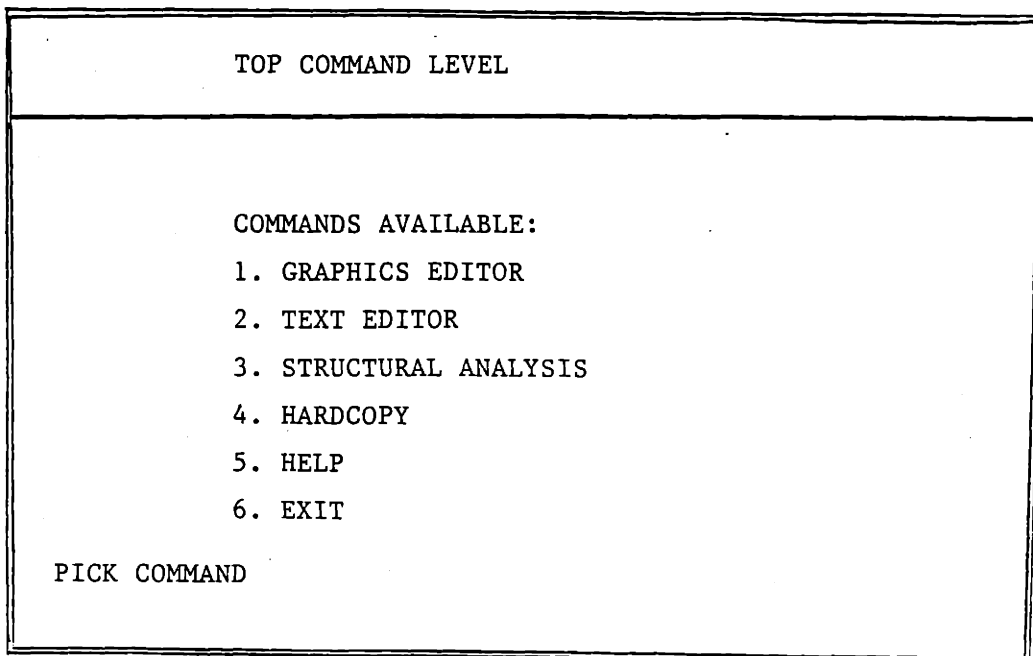 TOP COMMAND LEVEL
COMMANDS AVAILABLE:
1. GRAPHICS EDITOR
2. TEXT EDITOR
3. STRUCTURAL ANALYSIS
4. HARDCOPY
5. HELP
6. EXIT
PICK COMMAND